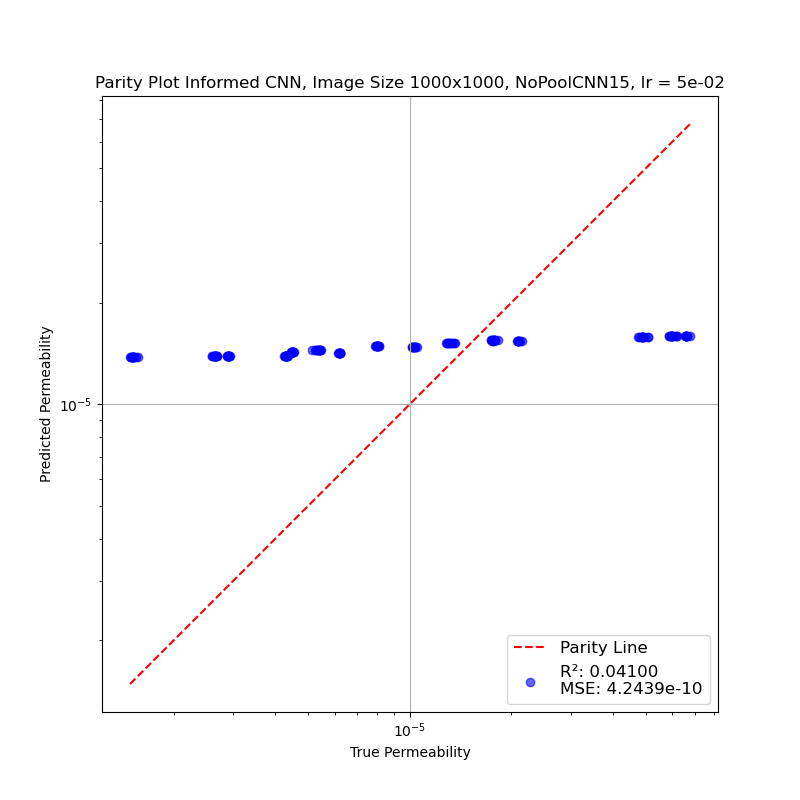 Parity Plot Informed CNN, Image Size 1000x1000, NoPoolCNN15, lr = 5e-02
Predicted Permeability
10⁻⁵
Parity Line
R²: 0.04100
MSE: 4.2439e-10
10⁻⁵
True Permeability